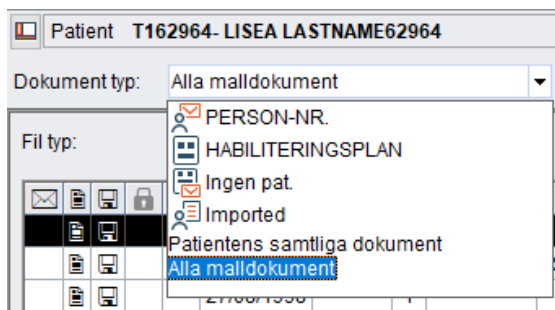 Patient T162964- LISEA LASTNAME62964
Dokument typ: Alla malldokument
Fil typ:
PERSON-NR.
HABILITERINGSPLAN
Ingen pat.
Imported
Patientens samtliga dokument
Alla malldokument